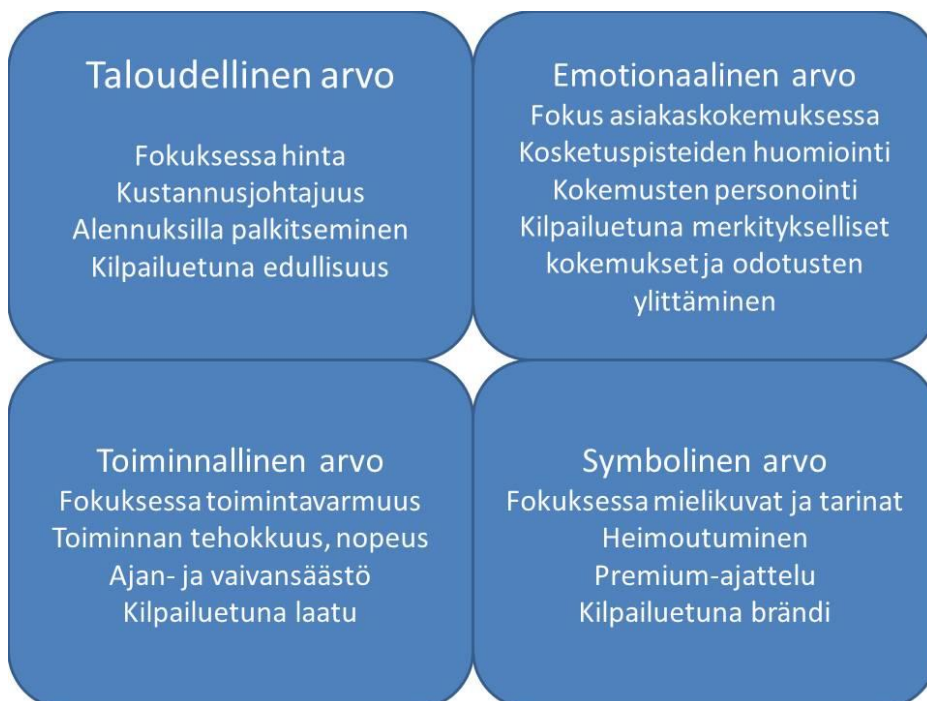 Taloudellinen arvo
Fokuksessa hinta
Kustannusjohtajuus
Alennuksilla palkitseminen
Kilpailuetuna edullisuus
Emotionaalinen arvo
Fokus asiakaskokemuksessa
Kosketuspisteiden huomiointi
Kokemusten personointi
Kilpailuetuna merkitykselliset
kokemukset ja odotusten
ylittäminen
Toiminnallinen arvo
Fokuksessa toimintavarmuus
Toiminnan tehokkuus, nopeus
Ajan- ja vaivansäästö
Kilpailuetuna laatu
Symbolinen arvo
Fokuksessa mielikuvat ja tarinat
Heimoutuminen
Premium-ajattelu
Kilpailuetuna brändi